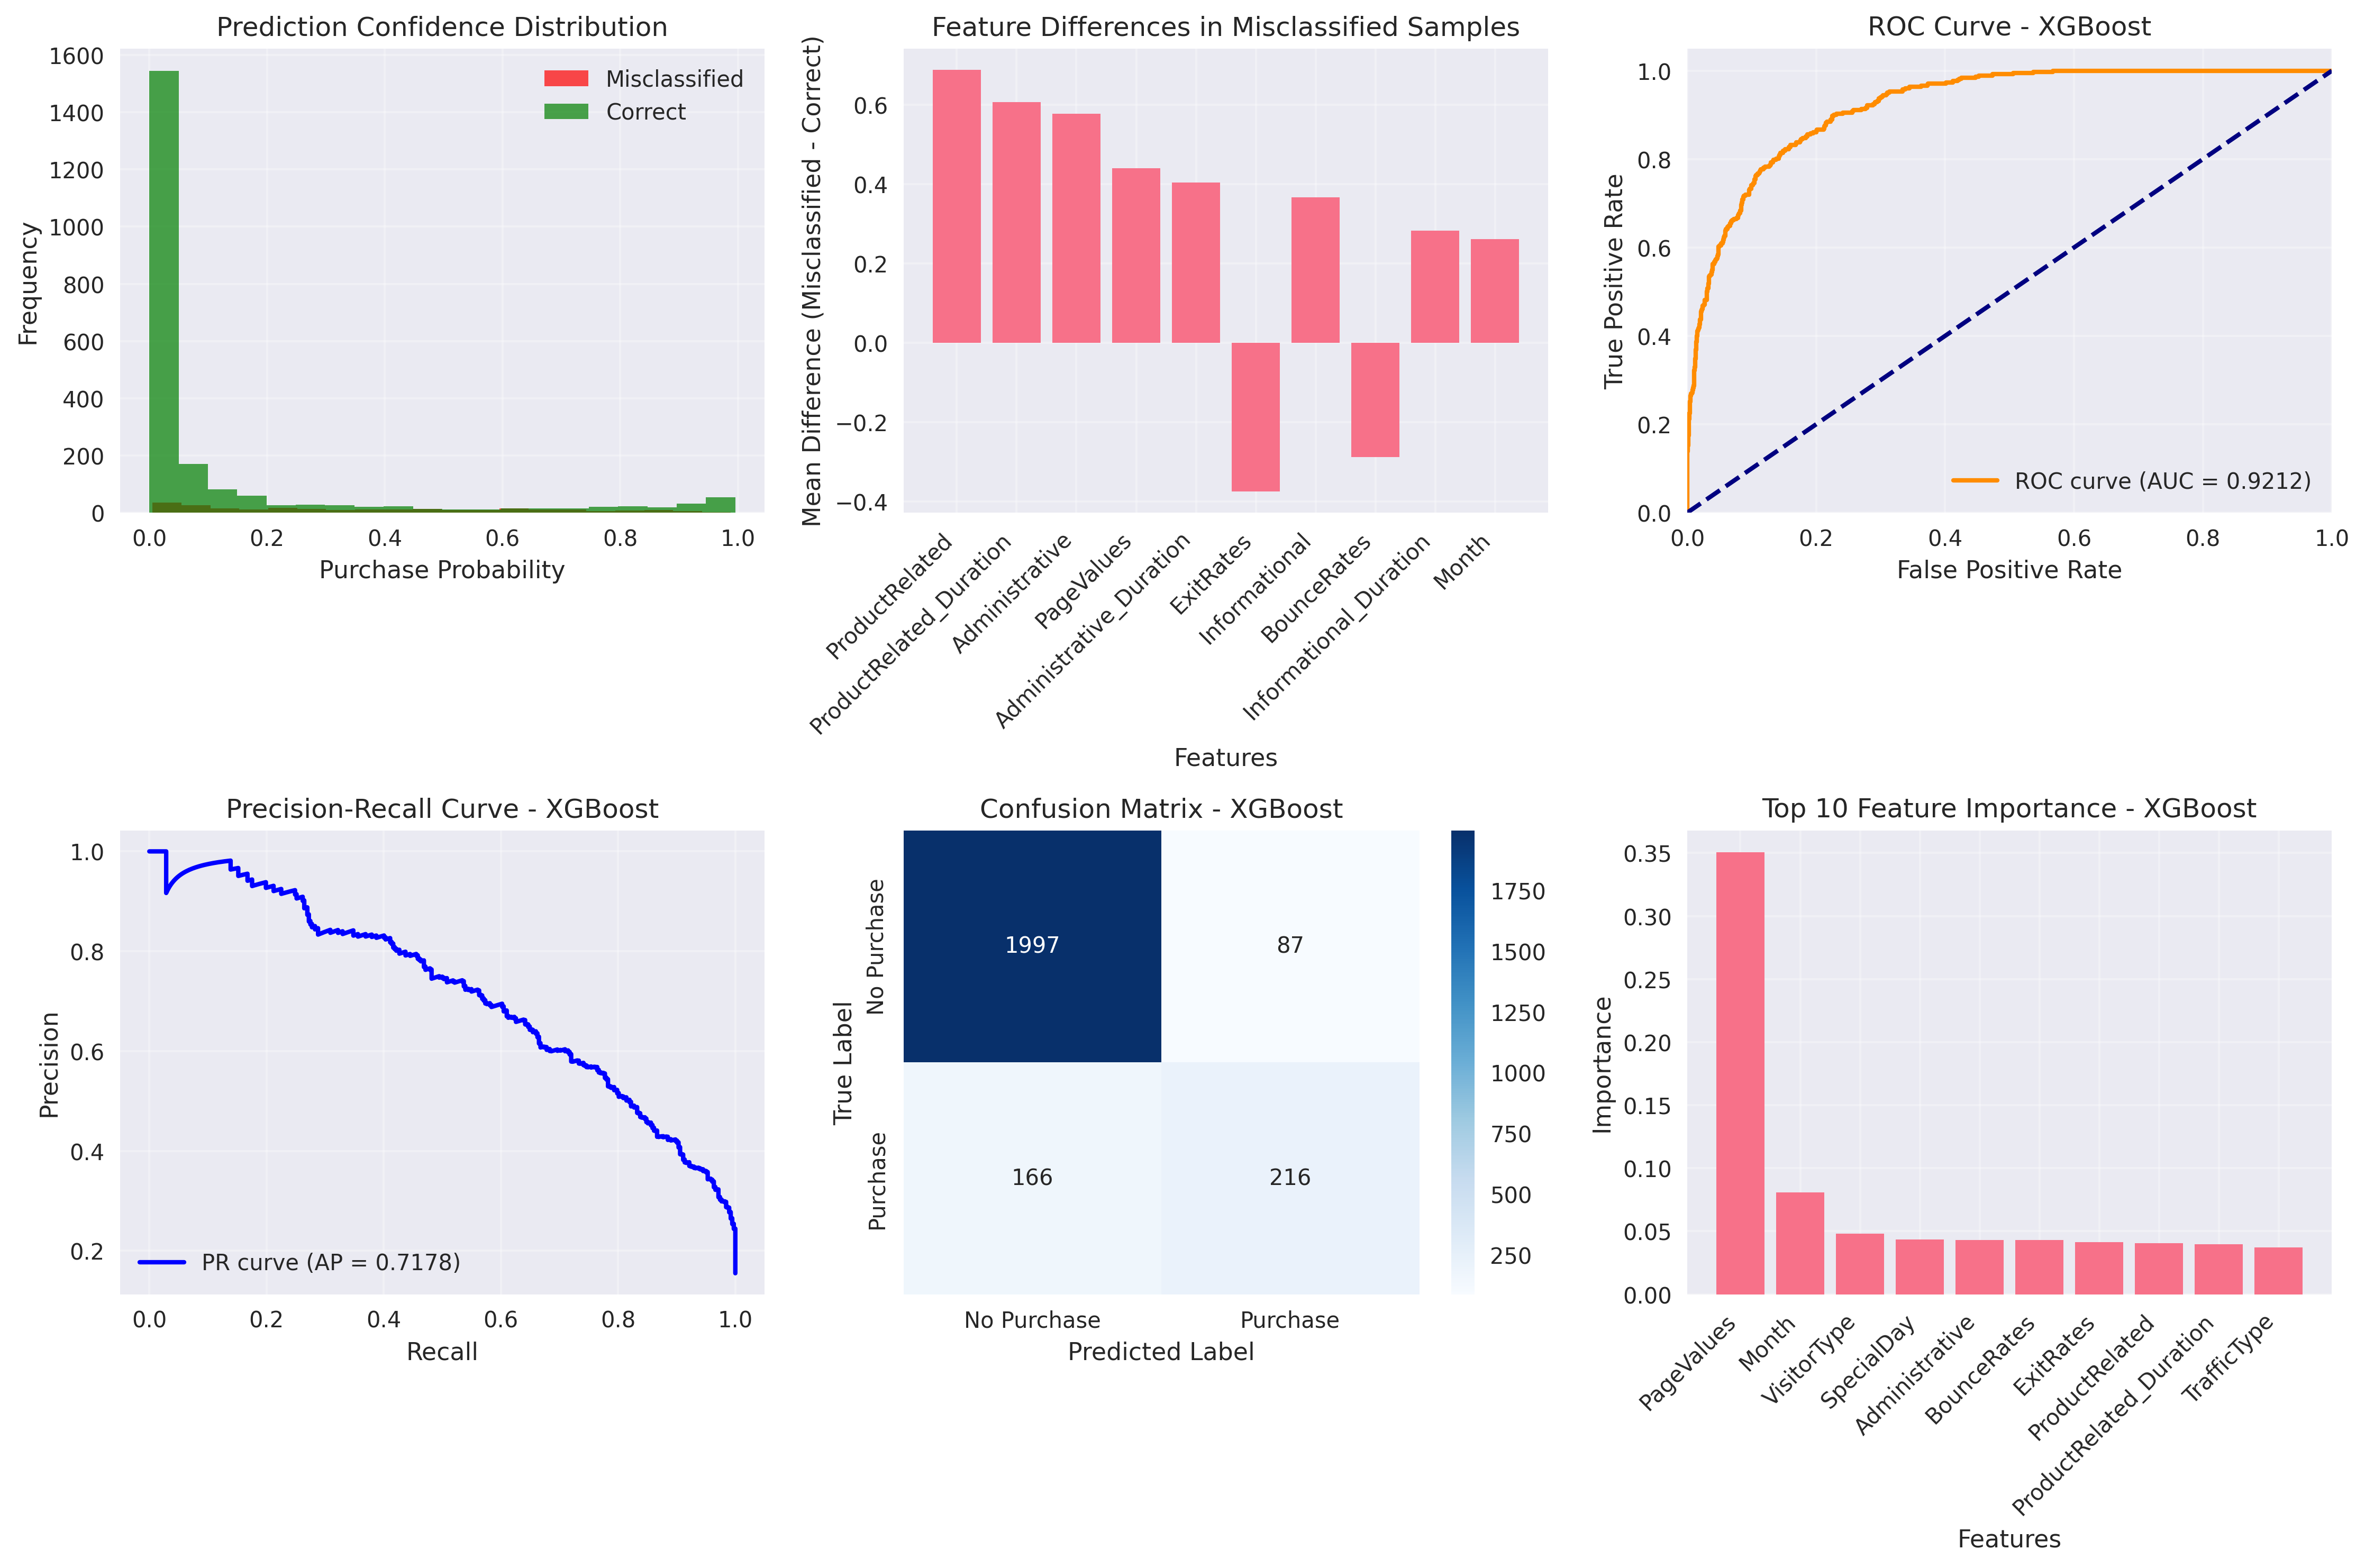 Prediction Confidence Distribution
Frequency
1600
1400
1200
1000
800
600
400
200
0
Misclassified
Correct
0.0 0.2 0.4 0.6 0.8 1.0
Purchase Probability
Feature Differences in Misclassified Samples
Mean Difference (Misclassified - Correct)
0.6
0.4
0.2
0.0
−0.2
−0.4
ProductRelated
ProductRelated_Duration
Administrative
PageValues
Administrative_Duration
ExitRates
Informational
BounceRates
Informational_Duration
Month
Features
ROC Curve - XGBoost
True Positive Rate
1.0
0.8
0.6
0.4
0.2
0.0
ROC curve (AUC = 0.9212)
0.0 0.2 0.4 0.6 0.8 1.0
False Positive Rate
Precision-Recall Curve - XGBoost
Precision
1.0
0.8
0.6
0.4
0.2
PR curve (AP = 0.7178)
0.0 0.2 0.4 0.6 0.8 1.0
Recall
Confusion Matrix - XGBoost
True Label
No Purchase
Purchase
1997 87
166 216
No Purchase Purchase
Predicted Label
1750
1500
1250
1000
750
500
250
Top 10 Feature Importance - XGBoost
Importance
0.35
0.30
0.25
0.20
0.15
0.10
0.05
0.00
PageValues
Month
VisitorType
SpecialDay
Administrative
BounceRates
ExitRates
ProductRelated
ProductRelated_Duration
TrafficType
Features